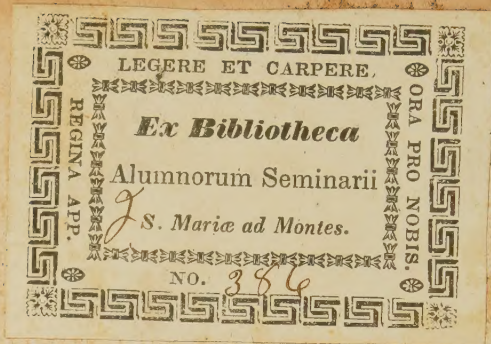 LEGERE ET CARPERE,
REGINA APP.
ORA PRO NOBIS.
Ex Bibliotheca
Alumnorum Seminarii
J S. Mariæ ad Montes.
NO. 386